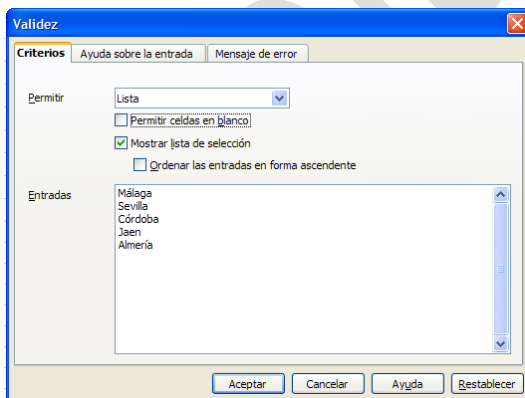 Validez
Criterios Ayuda sobre la entrada Mensaje de error
Permitir Lista
Permitir celdas en blanco
Mostrar lista de selección
Ordenar las entradas en forma ascendente
Entradas Málaga
Sevilla
Córdoba
Jaen
Almería
Aceptar Cancelar Ayuda Restablecer